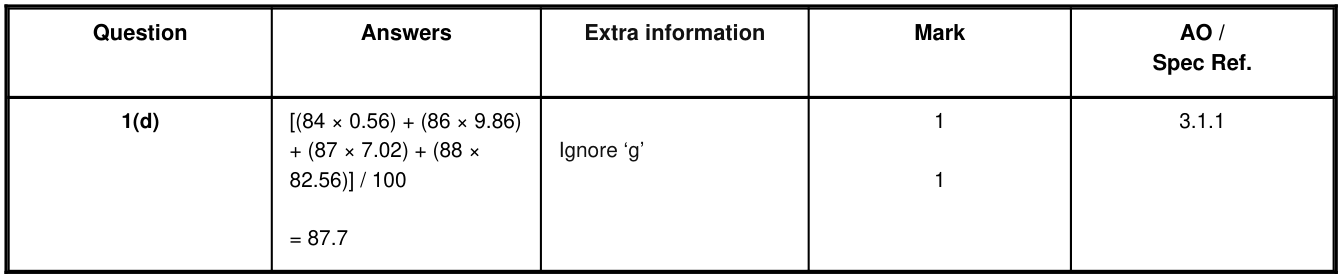 Question Answers Extra information Mark AO /
Spec Ref.
1(d) [(84 × 0.56) + (86 × 9.86) 1 3.1.1
+ (87 × 7.02) + (88 × Ignore ‘g’
82.56)] / 100 1
= 87.7